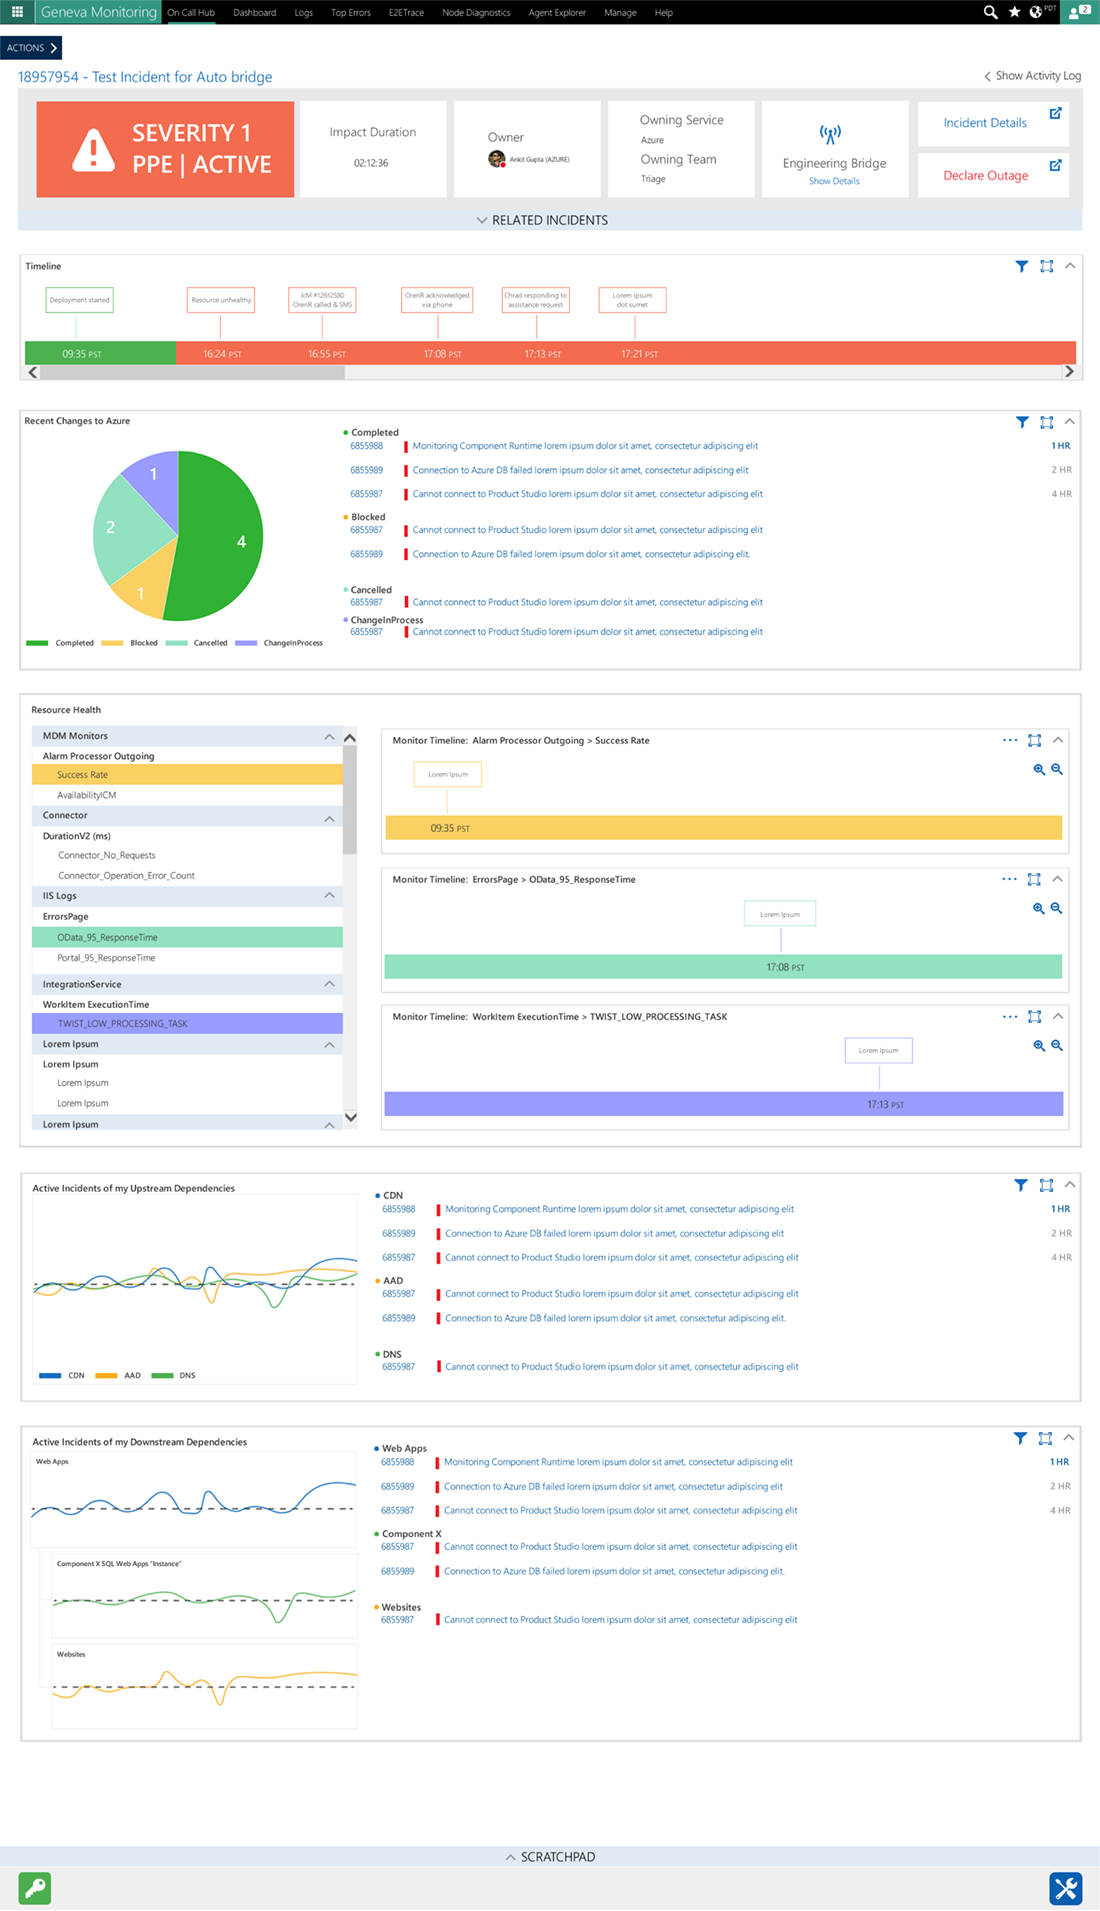 Geneva Monitoring On Call Hub Dashboard Logs Top Errors E2ETrace Node Diagnostics Agent Explorer Manage Help PDT 2
ACTIONS
18957954 - Test Incident for Auto bridge
Show Activity Log
SEVERITY 1
PPE | ACTIVE
Impact Duration
02:12:36
Owner
Ankit Gupta (AZURE)
Owning Service
Azure
Owning Team
Triage
Engineering Bridge
Show Details
Incident Details
Declare Outage
RELATED INCIDENTS
Timeline
Deployment started
Resource unhealthy
IcM #12612580
OrenR called & SMS
OrenR acknowledged
via phone
Chrad responding to
assistance request
Lorem ipsum
dot sumet
09:35 PST 16:24 PST 16:55 PST 17:08 PST 17:13 PST 17:21 PST
Recent Changes to Azure
1
2
4
1
Completed Blocked Cancelled ChangeInProcess
Completed
6855988 Monitoring Component Runtime lorem ipsum dolor sit amet, consectetur adipiscing elit 1 HR
6855989 Connection to Azure DB failed lorem ipsum dolor sit amet, consectetur adipiscing elit 2 HR
6855987 Cannot connect to Product Studio lorem ipsum dolor sit amet, consectetur adipiscing elit 4 HR
Blocked
6855987 Cannot connect to Product Studio lorem ipsum dolor sit amet, consectetur adipiscing elit
6855989 Connection to Azure DB failed lorem ipsum dolor sit amet, consectetur adipiscing elit.
Cancelled
6855987 Cannot connect to Product Studio lorem ipsum dolor sit amet, consectetur adipiscing elit
ChangeInProcess
6855987 Cannot connect to Product Studio lorem ipsum dolor sit amet, consectetur adipiscing elit
Resource Health
MDM Monitors
Alarm Processor Outgoing
Success Rate
AvailabilityICM
Connector
DurationV2 (ms)
Connector_No_Requests
Connector_Operation_Error_Count
IIS Logs
ErrorsPage
OData_95_ResponseTime
Portal_95_ResponseTime
IntegrationService
WorkItem ExecutionTime
TWIST_LOW_PROCESSING_TASK
Lorem Ipsum
Lorem Ipsum
Lorem Ipsum
Lorem Ipsum
Lorem Ipsum
Monitor Timeline: Alarm Processor Outgoing > Success Rate
Lorem Ipsum
09:35 PST
Monitor Timeline: ErrorsPage > OData_95_ResponseTime
Lorem Ipsum
17:08 PST
Monitor Timeline: WorkItem ExecutionTime > TWIST_LOW_PROCESSING_TASK
Lorem Ipsum
17:13 PST
Active Incidents of my Upstream Dependencies
CDN AAD DNS
CDN
6855988 Monitoring Component Runtime lorem ipsum dolor sit amet, consectetur adipiscing elit 1 HR
6855989 Connection to Azure DB failed lorem ipsum dolor sit amet, consectetur adipiscing elit 2 HR
6855987 Cannot connect to Product Studio lorem ipsum dolor sit amet, consectetur adipiscing elit 4 HR
AAD
6855987 Cannot connect to Product Studio lorem ipsum dolor sit amet, consectetur adipiscing elit
6855989 Connection to Azure DB failed lorem ipsum dolor sit amet, consectetur adipiscing elit.
DNS
6855987 Cannot connect to Product Studio lorem ipsum dolor sit amet, consectetur adipiscing elit
Active Incidents of my Downstream Dependencies
Web Apps
Component X SQL Web Apps "Instance"
Websites
Web Apps
6855988 Monitoring Component Runtime lorem ipsum dolor sit amet, consectetur adipiscing elit 1 HR
6855989 Connection to Azure DB failed lorem ipsum dolor sit amet, consectetur adipiscing elit 2 HR
6855987 Cannot connect to Product Studio lorem ipsum dolor sit amet, consectetur adipiscing elit 4 HR
Component X
6855987 Cannot connect to Product Studio lorem ipsum dolor sit amet, consectetur adipiscing elit
6855989 Connection to Azure DB failed lorem ipsum dolor sit amet, consectetur adipiscing elit.
Websites
6855987 Cannot connect to Product Studio lorem ipsum dolor sit amet, consectetur adipiscing elit
SCRATCHPAD